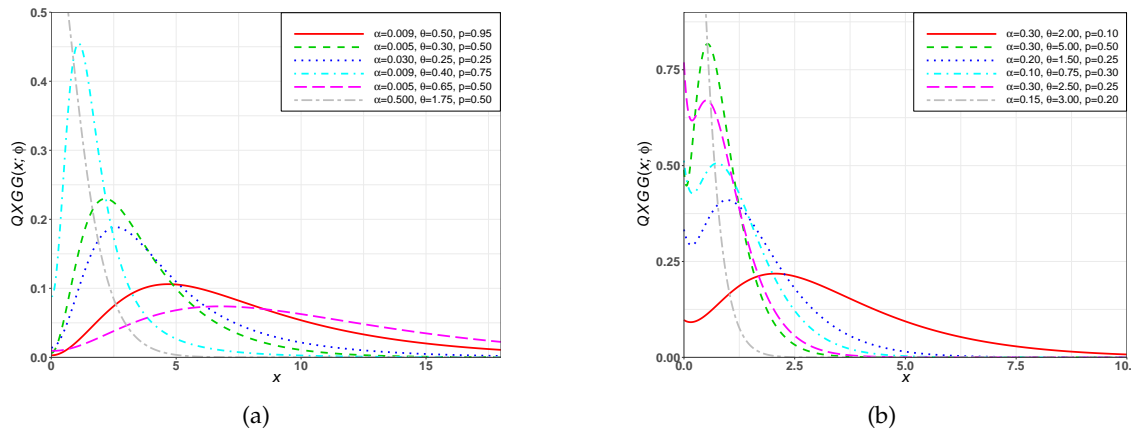 0.5
0.4
0.3
0.2
0.1
0.0
QXGG(x; ϕ)
0
5
10
15
x
α=0.009, θ=0.50, p=0.95
α=0.005, θ=0.30, p=0.50
α=0.030, θ=0.25, p=0.25
α=0.009, θ=0.40, p=0.75
α=0.005, θ=0.65, p=0.50
α=0.500, θ=1.75, p=0.50
(a)
0.75
0.50
0.25
0.00
QXGG(x; ϕ)
0.0
2.5
5.0
7.5
10.
x
α=0.30, θ=2.00, p=0.10
α=0.30, θ=5.00, p=0.50
α=0.20, θ=1.50, p=0.25
α=0.10, θ=0.75, p=0.30
α=0.30, θ=2.50, p=0.25
α=0.15, θ=3.00, p=0.20
(b)